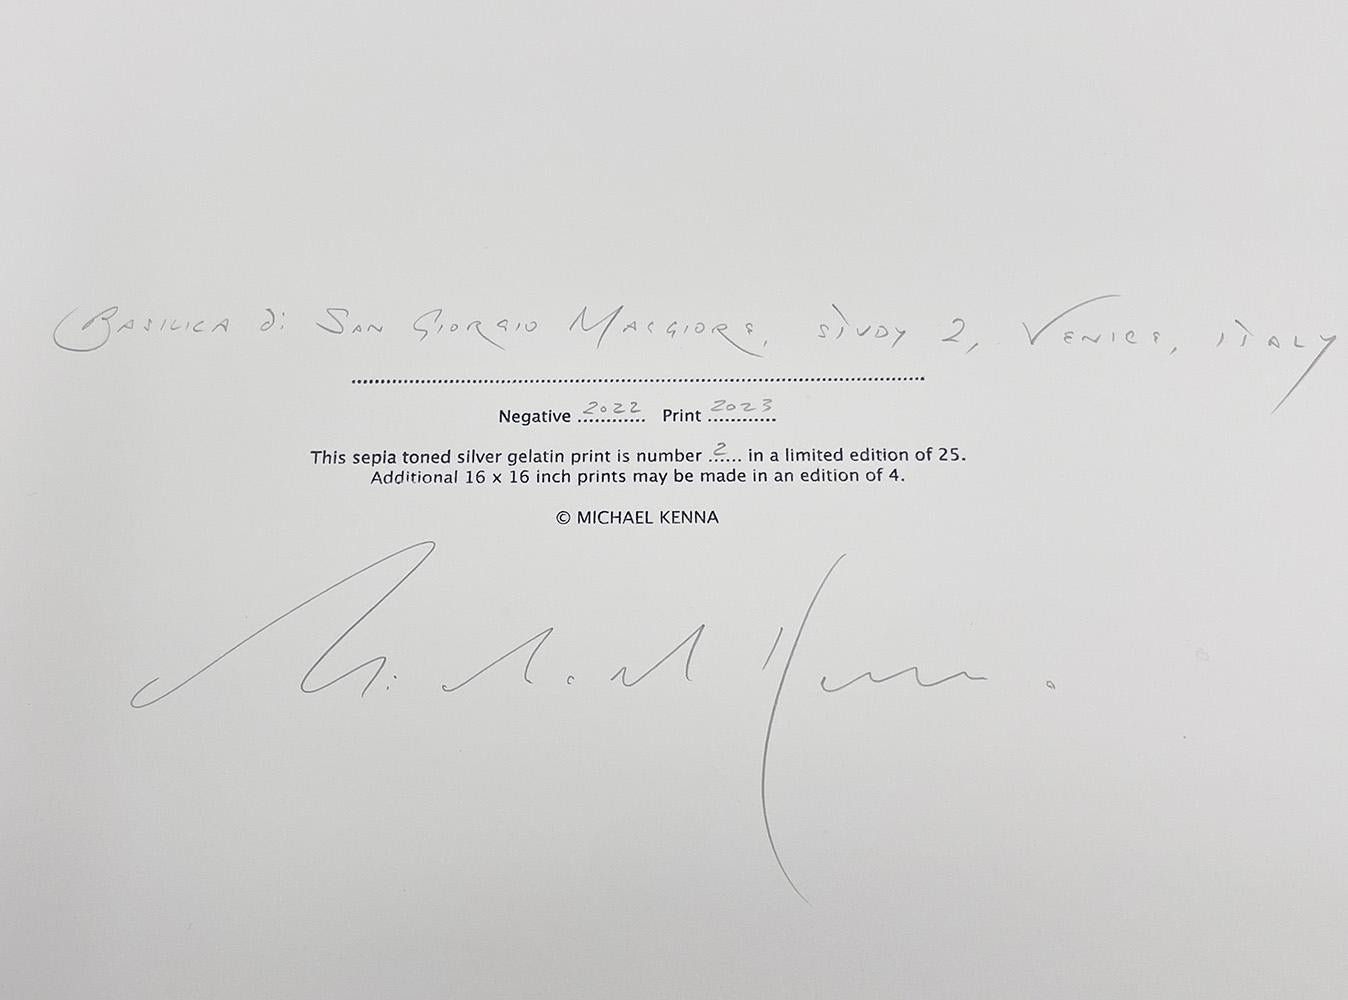 Basilica di San Giorgio Maggiore, Study 2, Venice, Italy
Negative 2022 Print 2023
This sepia toned silver gelatin print is number 2 in a limited edition of 25.
Additional 16 x 16 inch prints may be made in an edition of 4.
© MICHAEL KENNA
Michael Kenna